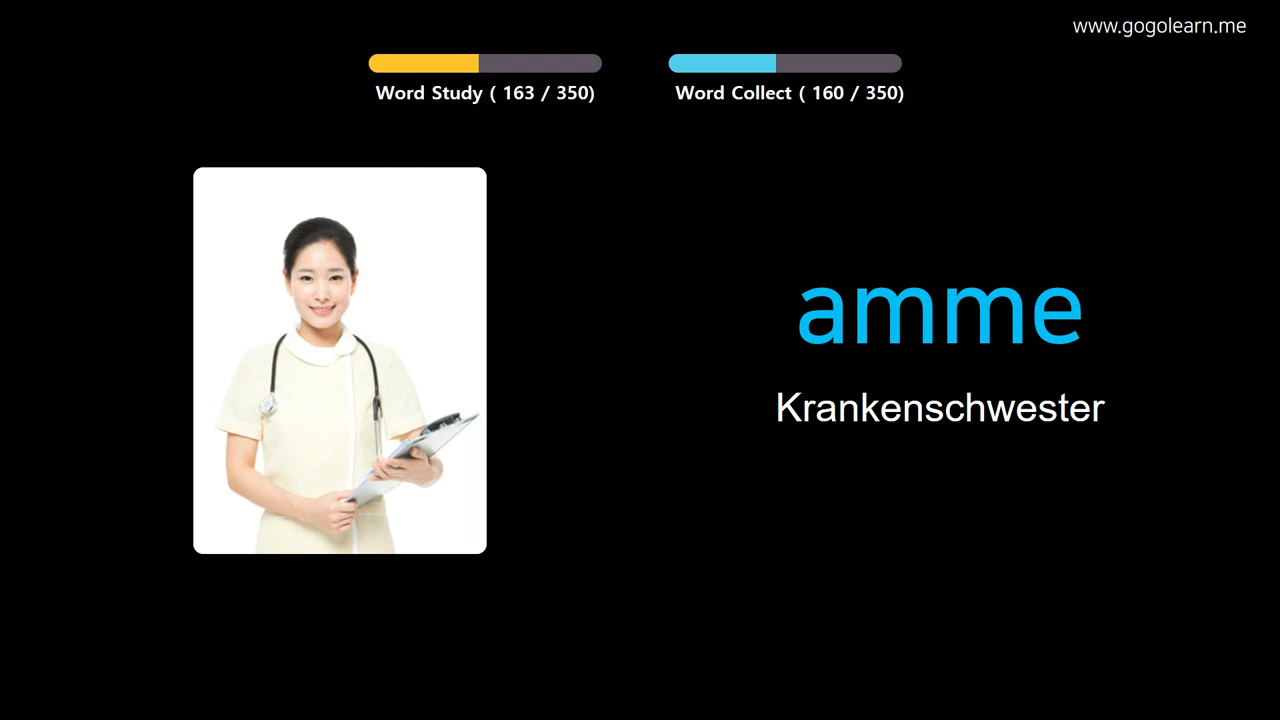 www.gogolearn.me
Word Study ( 163 / 350)
Word Collect ( 160 / 350)
amme
Krankenschwester